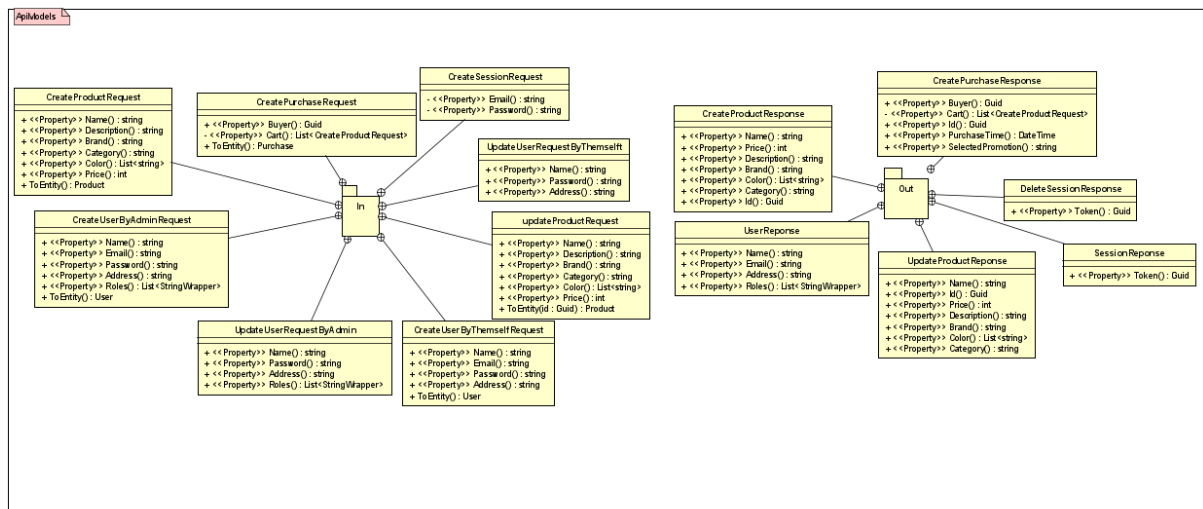 ApiModels
CreateProductRequest
+ <<Property>> Name() : string
+ <<Property>> Description() : string
+ <<Property>> Brand() : string
+ <<Property>> Category() : string
+ <<Property>> Color() : List<string>
+ <<Property>> Price() : int
+ ToEntity() : Product
CreatePurchaseRequest
+ <<Property>> Buyer() : Guid
- <<Property>> Cart() : List<CreateProductRequest>
+ ToEntity() : Purchase
CreateSessionRequest
- <<Property>> Email() : string
- <<Property>> Password() : string
UpdateUserRequestByThemselft
+ <<Property>> Name() : string
+ <<Property>> Password() : string
+ <<Property>> Address() : string
In
CreateUserByAdminRequest
+ <<Property>> Name() : string
+ <<Property>> Email() : string
+ <<Property>> Password() : string
+ <<Property>> Address() : string
+ <<Property>> Roles() : List<StringWrapper>
+ ToEntity() : User
updateProductRequest
+ <<Property>> Name() : string
+ <<Property>> Description() : string
+ <<Property>> Brand() : string
+ <<Property>> Category() : string
+ <<Property>> Color() : List<string>
+ <<Property>> Price() : int
+ ToEntity(id : Guid) : Product
UpdateUserRequestByAdmin
+ <<Property>> Name() : string
+ <<Property>> Password() : string
+ <<Property>> Address() : string
+ <<Property>> Roles() : List<StringWrapper>
CreateUserByThemselfRequest
+ <<Property>> Name() : string
+ <<Property>> Email() : string
+ <<Property>> Password() : string
+ <<Property>> Address() : string
+ ToEntity() : User
CreateProductResponse
+ <<Property>> Name() : string
+ <<Property>> Price() : int
+ <<Property>> Description() : string
+ <<Property>> Brand() : string
+ <<Property>> Color() : List<string>
+ <<Property>> Category() : string
+ <<Property>> Id() : Guid
CreatePurchaseResponse
+ <<Property>> Buyer() : Guid
- <<Property>> Cart() : List<CreateProductRequest>
+ <<Property>> Id() : Guid
+ <<Property>> PurchaseTime() : DateTime
+ <<Property>> SelectedPromotion() : string
Out
DeleteSessionResponse
+ <<Property>> Token() : Guid
UserReponse
+ <<Property>> Name() : string
+ <<Property>> Email() : string
+ <<Property>> Address() : string
+ <<Property>> Roles() : List<StringWrapper>
SessionReponse
+ <<Property>> Token() : Guid
UpdateProductReponse
+ <<Property>> Name() : string
+ <<Property>> Id() : Guid
+ <<Property>> Price() : int
+ <<Property>> Description() : string
+ <<Property>> Brand() : string
+ <<Property>> Color() : List<string>
+ <<Property>> Category() : string